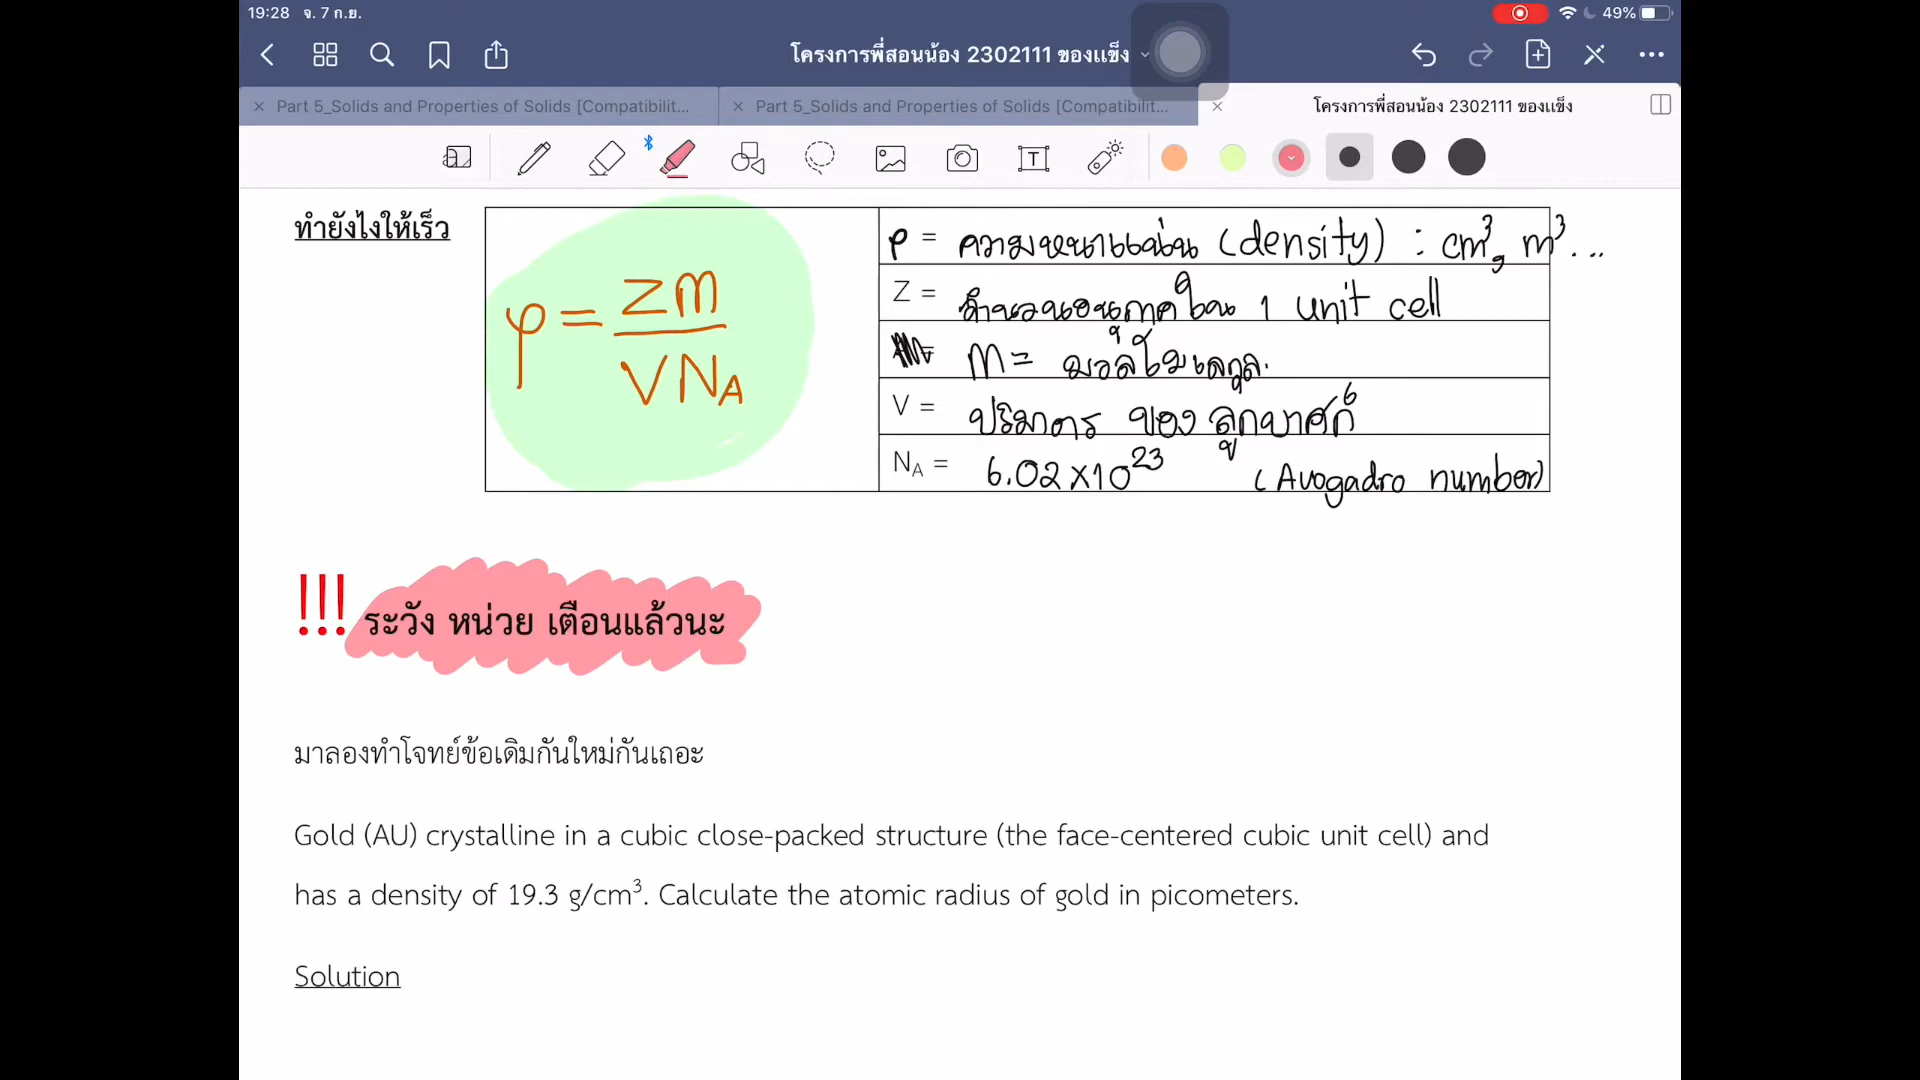 19:28 จ. 7 ก.ย. 49%
โครงการพี่สอนน้อง 2302111 ของแข็ง
Part 5_Solids and Properties of Solids [Compatibilit... Part 5_Solids and Properties of Solids [Compatibilit... โครงการพี่สอนน้อง 2302111 ของแข็ง
ทำยังไงให้เร็ว
ρ = ZM / VN_A
ρ = ความหนาแน่น (density) : cm³, m³...
Z = จำนวนอนุภาคใน 1 unit cell
M = มวลโมเลกุล.
V = ปริมาตร ของ ลูกบาศก์
N_A = 6.02×10²³ (Avogadro number)
!!! ระวัง หน่วย เตือนแล้วนะ
มาลองทำโจทย์ข้อเดิมกันใหม่กันเถอะ
Gold (AU) crystalline in a cubic close-packed structure (the face-centered cubic unit cell) and
has a density of 19.3 g/cm³. Calculate the atomic radius of gold in picometers.
Solution